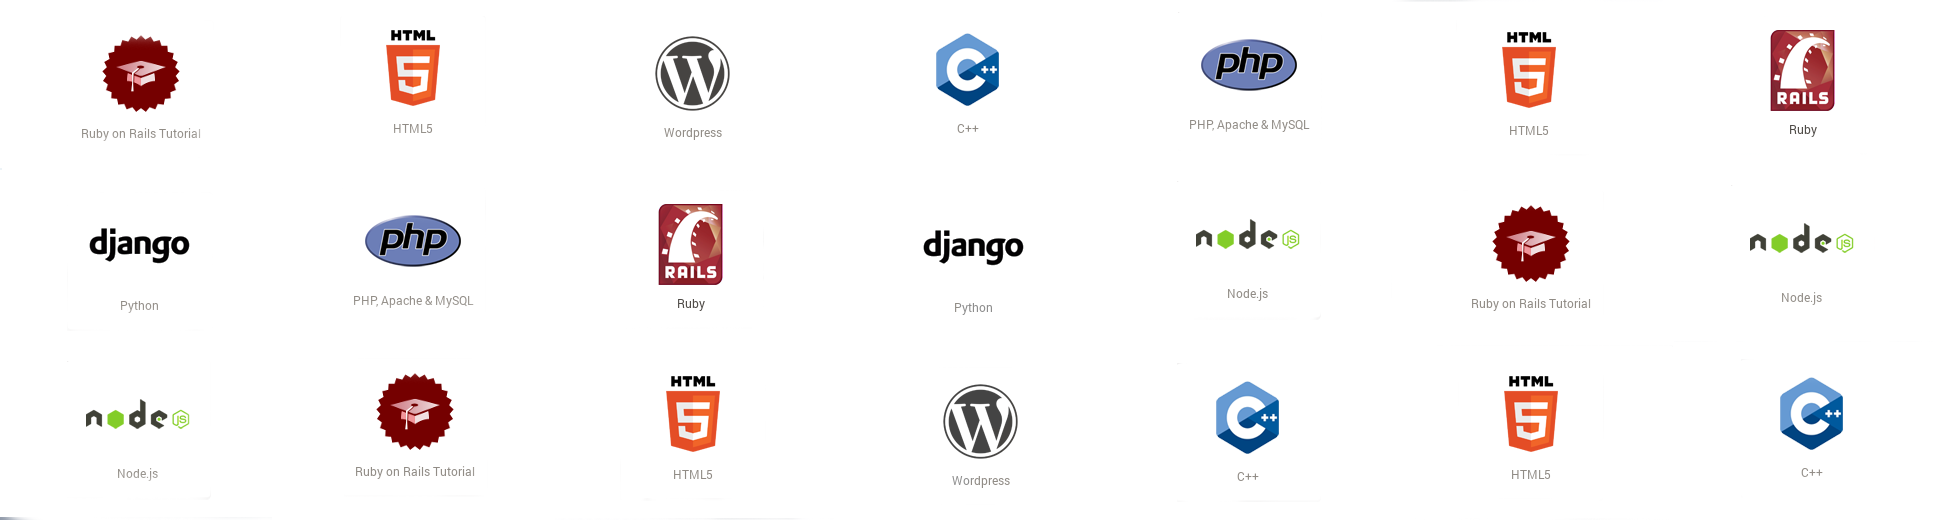 HTML
5
W
C++
php
HTML
5
RAILS
Ruby on Rails Tutorial
HTML5
Wordpress
C++
PHP, Apache & MySQL
HTML5
Ruby
django
php
RAILS
django
node JS
node JS
Python
PHP, Apache & MySQL
Ruby
Python
Node.js
Ruby on Rails Tutorial
Node.js
node JS
HTML
5
W
C++
HTML
5
C++
Node.js
Ruby on Rails Tutorial
HTML5
Wordpress
C++
HTML5
C++